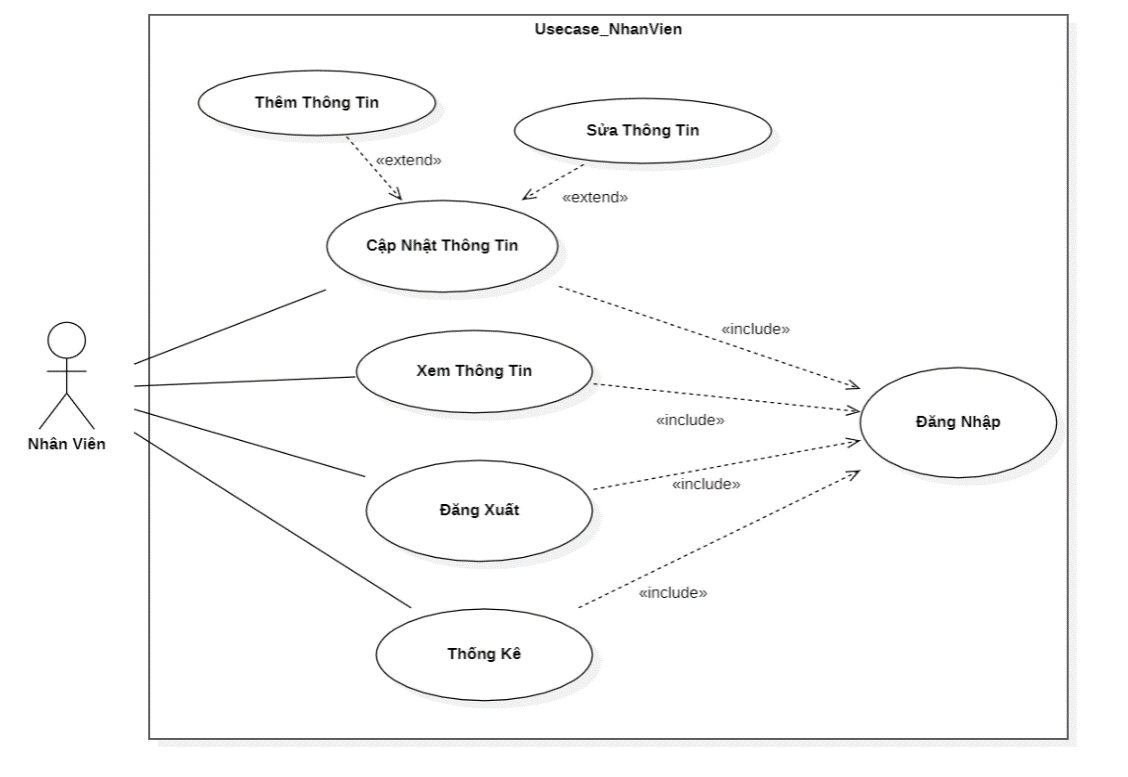 Usecase_NhanVien
Thêm Thông Tin
Sửa Thông Tin
«extend»
«extend»
Cập Nhật Thông Tin
«include»
Xem Thông Tin
«include»
Đăng Nhập
Nhân Viên
«include»
Đăng Xuất
«include»
Thống Kê